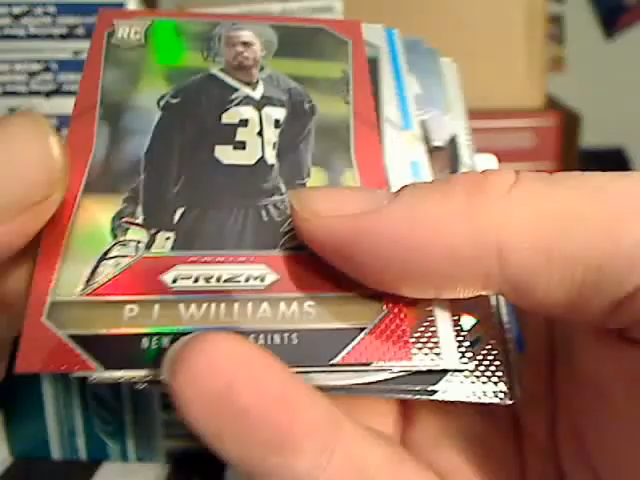 RC
36
PANINI
PRIZM
P.J. WILLIAMS
NEW SAINTS